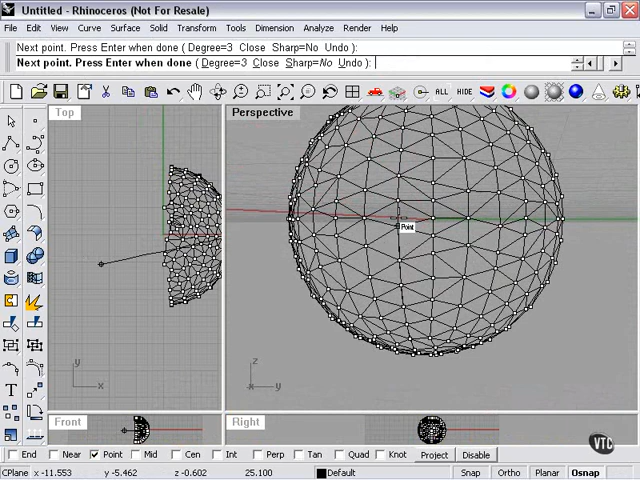 Untitled - Rhinoceros (Not For Resale)
File Edit View Curve Surface Solid Transform Tools Dimension Analyze Render Help
Next point. Press Enter when done ( Degree=3 Close Sharp=No Undo ):
Next point. Press Enter when done ( Degree=3 Close Sharp=No Undo ):
ALL HIDE
Top
Perspective
Point
y
x
z
x y
Front
Right
VTC
End Near Point Mid Cen Int Perp Tan Quad Knot Project Disable
CPlane x -11.553 y -5.462 z -0.602 25.100 Default Snap Ortho Planar Osnap
T